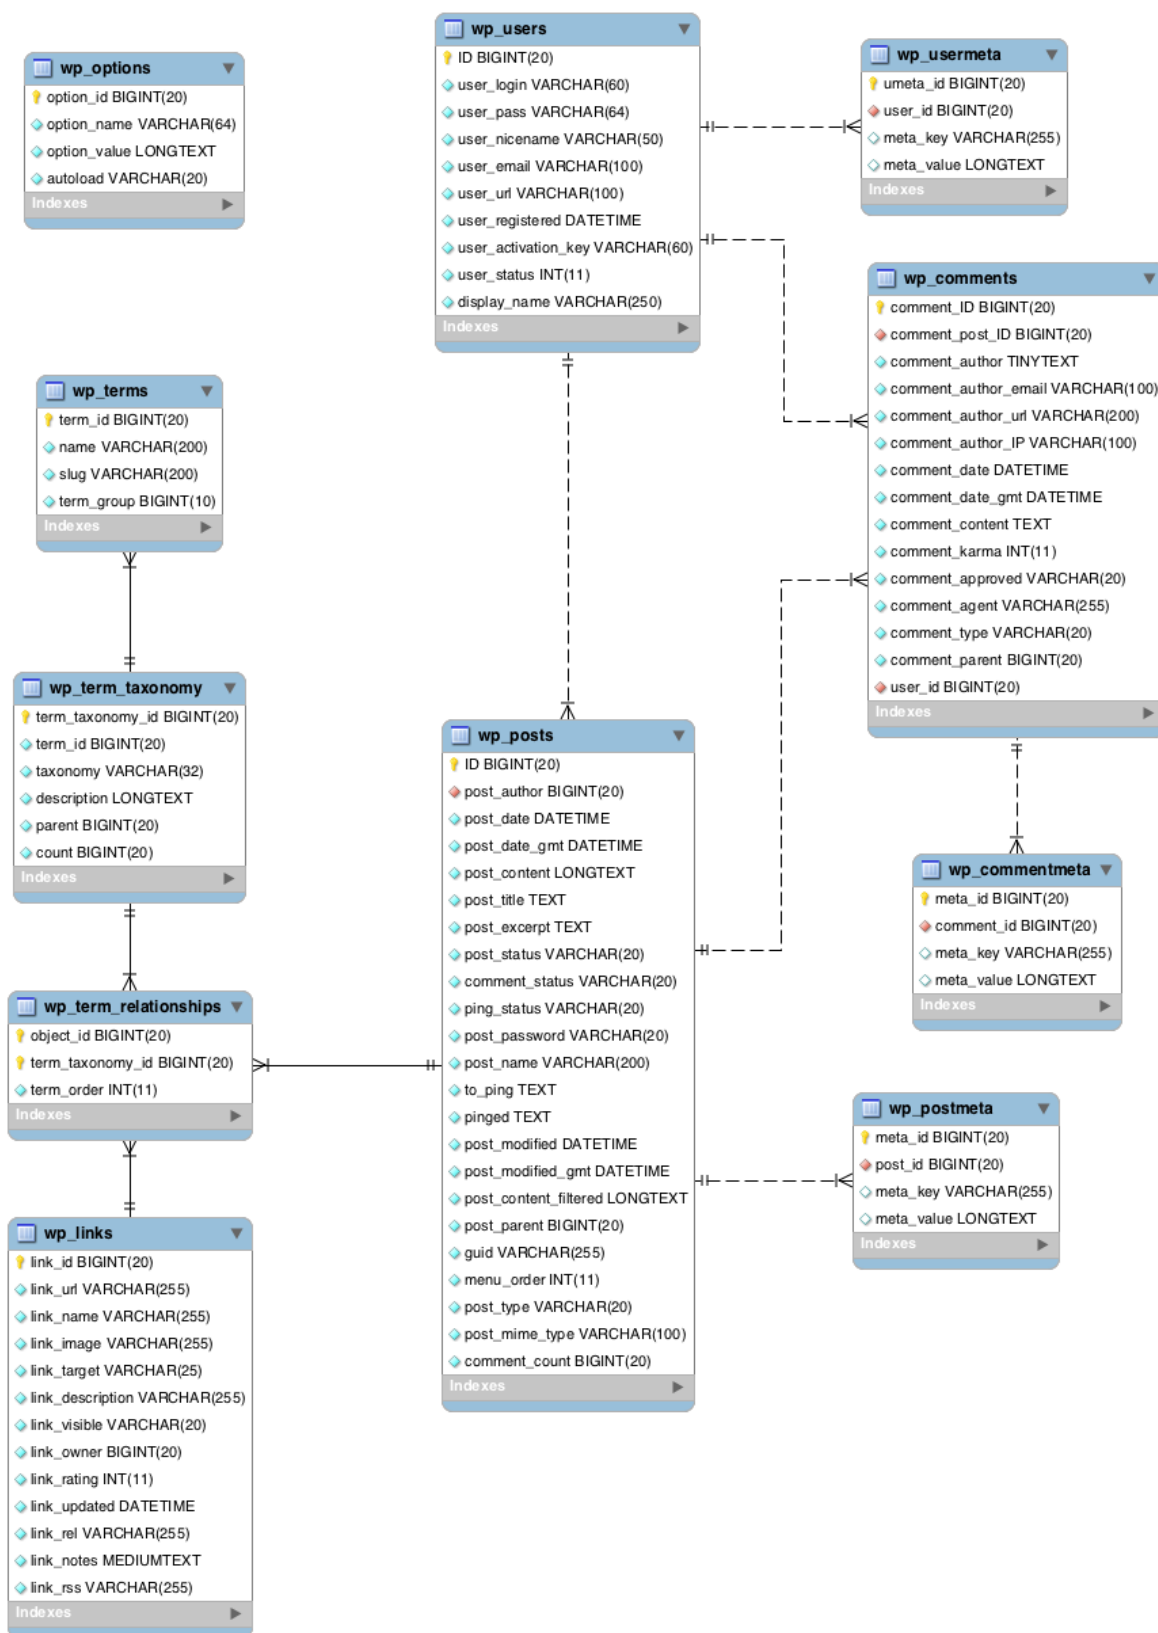 wp_options
option_id BIGINT(20)
option_name VARCHAR(64)
option_value LONGTEXT
autoload VARCHAR(20)
Indexes
wp_users
ID BIGINT(20)
user_login VARCHAR(60)
user_pass VARCHAR(64)
user_nicename VARCHAR(50)
user_email VARCHAR(100)
user_url VARCHAR(100)
user_registered DATETIME
user_activation_key VARCHAR(60)
user_status INT(11)
display_name VARCHAR(250)
Indexes
wp_usermeta
umeta_id BIGINT(20)
user_id BIGINT(20)
meta_key VARCHAR(255)
meta_value LONGTEXT
Indexes
wp_comments
comment_ID BIGINT(20)
comment_post_ID BIGINT(20)
comment_author TINYTEXT
comment_author_email VARCHAR(100)
comment_author_url VARCHAR(200)
comment_author_IP VARCHAR(100)
comment_date DATETIME
comment_date_gmt DATETIME
comment_content TEXT
comment_karma INT(11)
comment_approved VARCHAR(20)
comment_agent VARCHAR(255)
comment_type VARCHAR(20)
comment_parent BIGINT(20)
user_id BIGINT(20)
Indexes
wp_terms
term_id BIGINT(20)
name VARCHAR(200)
slug VARCHAR(200)
term_group BIGINT(10)
Indexes
wp_term_taxonomy
term_taxonomy_id BIGINT(20)
term_id BIGINT(20)
taxonomy VARCHAR(32)
description LONGTEXT
parent BIGINT(20)
count BIGINT(20)
Indexes
wp_posts
ID BIGINT(20)
post_author BIGINT(20)
post_date DATETIME
post_date_gmt DATETIME
post_content LONGTEXT
post_title TEXT
post_excerpt TEXT
post_status VARCHAR(20)
comment_status VARCHAR(20)
ping_status VARCHAR(20)
post_password VARCHAR(20)
post_name VARCHAR(200)
to_ping TEXT
pinged TEXT
post_modified DATETIME
post_modified_gmt DATETIME
post_content_filtered LONGTEXT
post_parent BIGINT(20)
guid VARCHAR(255)
menu_order INT(11)
post_type VARCHAR(20)
post_mime_type VARCHAR(100)
comment_count BIGINT(20)
Indexes
wp_commentmeta
meta_id BIGINT(20)
comment_id BIGINT(20)
meta_key VARCHAR(255)
meta_value LONGTEXT
Indexes
wp_term_relationships
object_id BIGINT(20)
term_taxonomy_id BIGINT(20)
term_order INT(11)
Indexes
wp_postmeta
meta_id BIGINT(20)
post_id BIGINT(20)
meta_key VARCHAR(255)
meta_value LONGTEXT
Indexes
wp_links
link_id BIGINT(20)
link_url VARCHAR(255)
link_name VARCHAR(255)
link_image VARCHAR(255)
link_target VARCHAR(25)
link_description VARCHAR(255)
link_visible VARCHAR(20)
link_owner BIGINT(20)
link_rating INT(11)
link_updated DATETIME
link_rel VARCHAR(255)
link_notes MEDIUMTEXT
link_rss VARCHAR(255)
Indexes